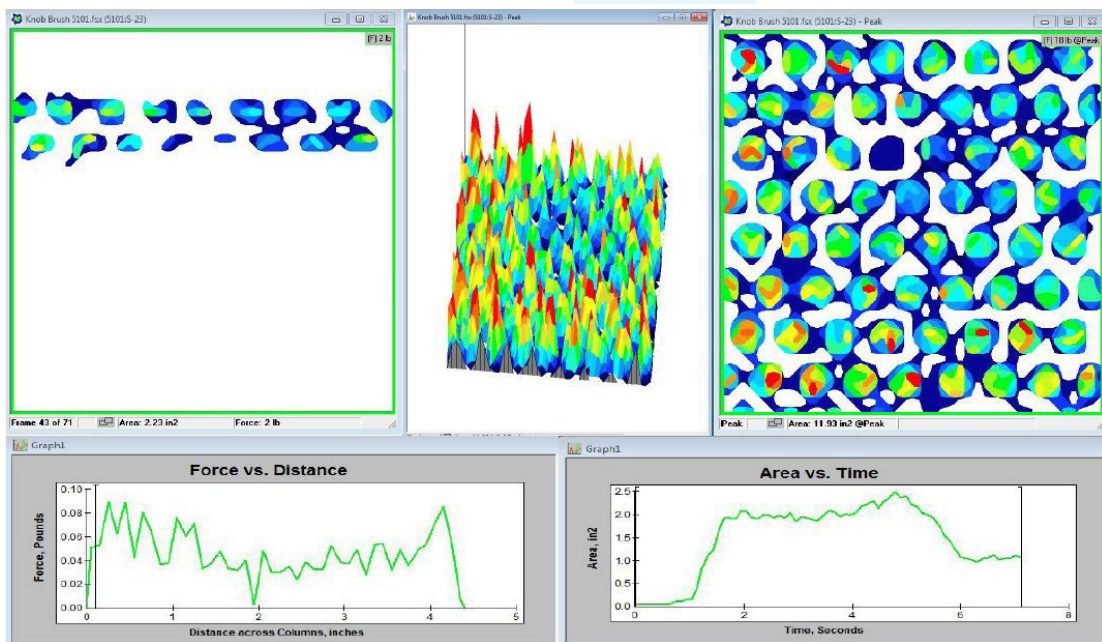 Knob Brush 5101.fsx (5101:S-23)
(F) 2 lb
Frame 43 of 71
Area: 2.23 in2
Force: 2 lb
Knob Brush 5101.fsx (5101:S-23) - Peak
Knob Brush 5101.fsx (5101:S-23) - Peak
(F) 18 lb @Peak
Peak
Area: 11.93 in2 @Peak
Graph1
Force vs. Distance
Force, Pounds
0.10
0.08
0.06
0.04
0.02
0.00
0
1
2
3
4
5
Distance across Columns, inches
Graph1
Area vs. Time
Area, in2
2.5
2.0
1.5
1.0
0.5
0.0
0
2
4
6
8
Time, Seconds